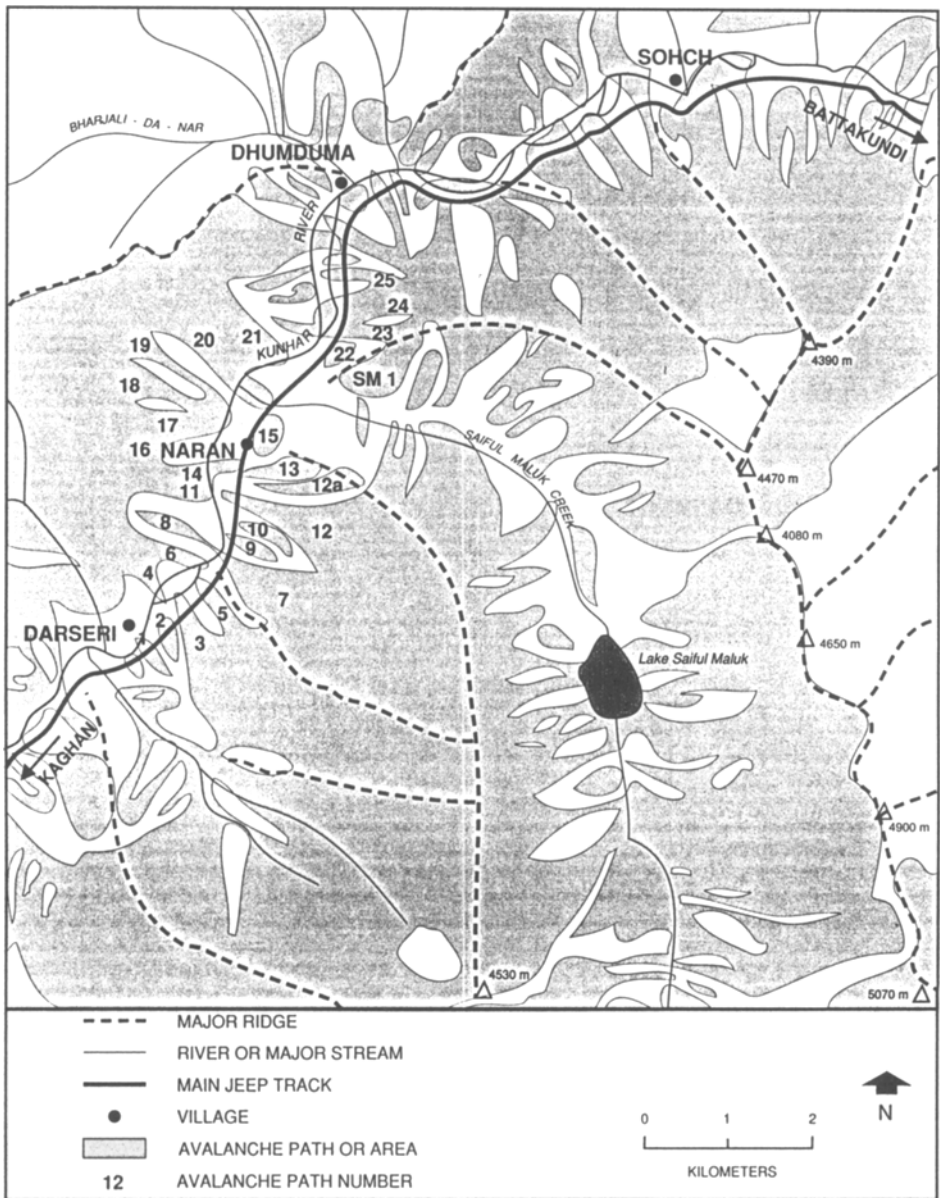 SOHCH
BHARJALI - DA - NAR
BATTAKUNDI
DHUMDUMA
RIVER
25
24
23
20
21
KUNHAR
22
19
4390 m
18
SM 1
17
SAIFUL MALUK CREEK
16
NARAN
15
13
4470 m
14
12a
11
8
10
12
4080 m
9
6
4
7
5
2
DARSERI
1
3
4650 m
Lake Saiful Maluk
KAGHAN
4900 m
4530 m
5070 m
MAJOR RIDGE
RIVER OR MAJOR STREAM
MAIN JEEP TRACK
VILLAGE
AVALANCHE PATH OR AREA
12 AVALANCHE PATH NUMBER
N
0 1 2
KILOMETERS